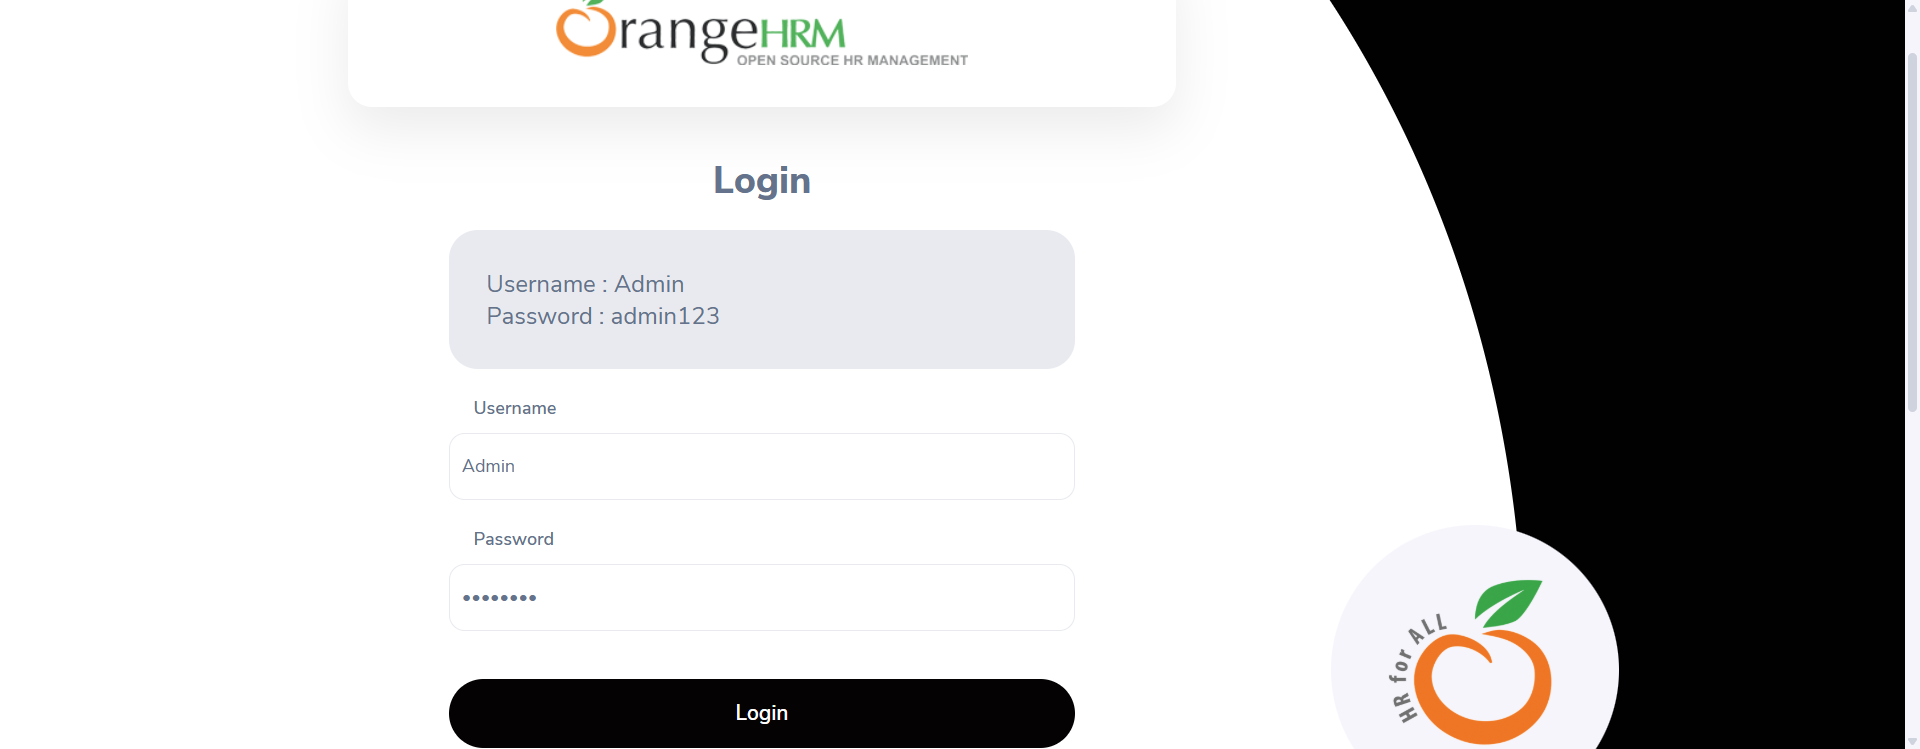 OrangeHRM
OPEN SOURCE HR MANAGEMENT
Login
Username : Admin
Password : admin123
Username
Admin
Password
••••••••
Login
HR for ALL